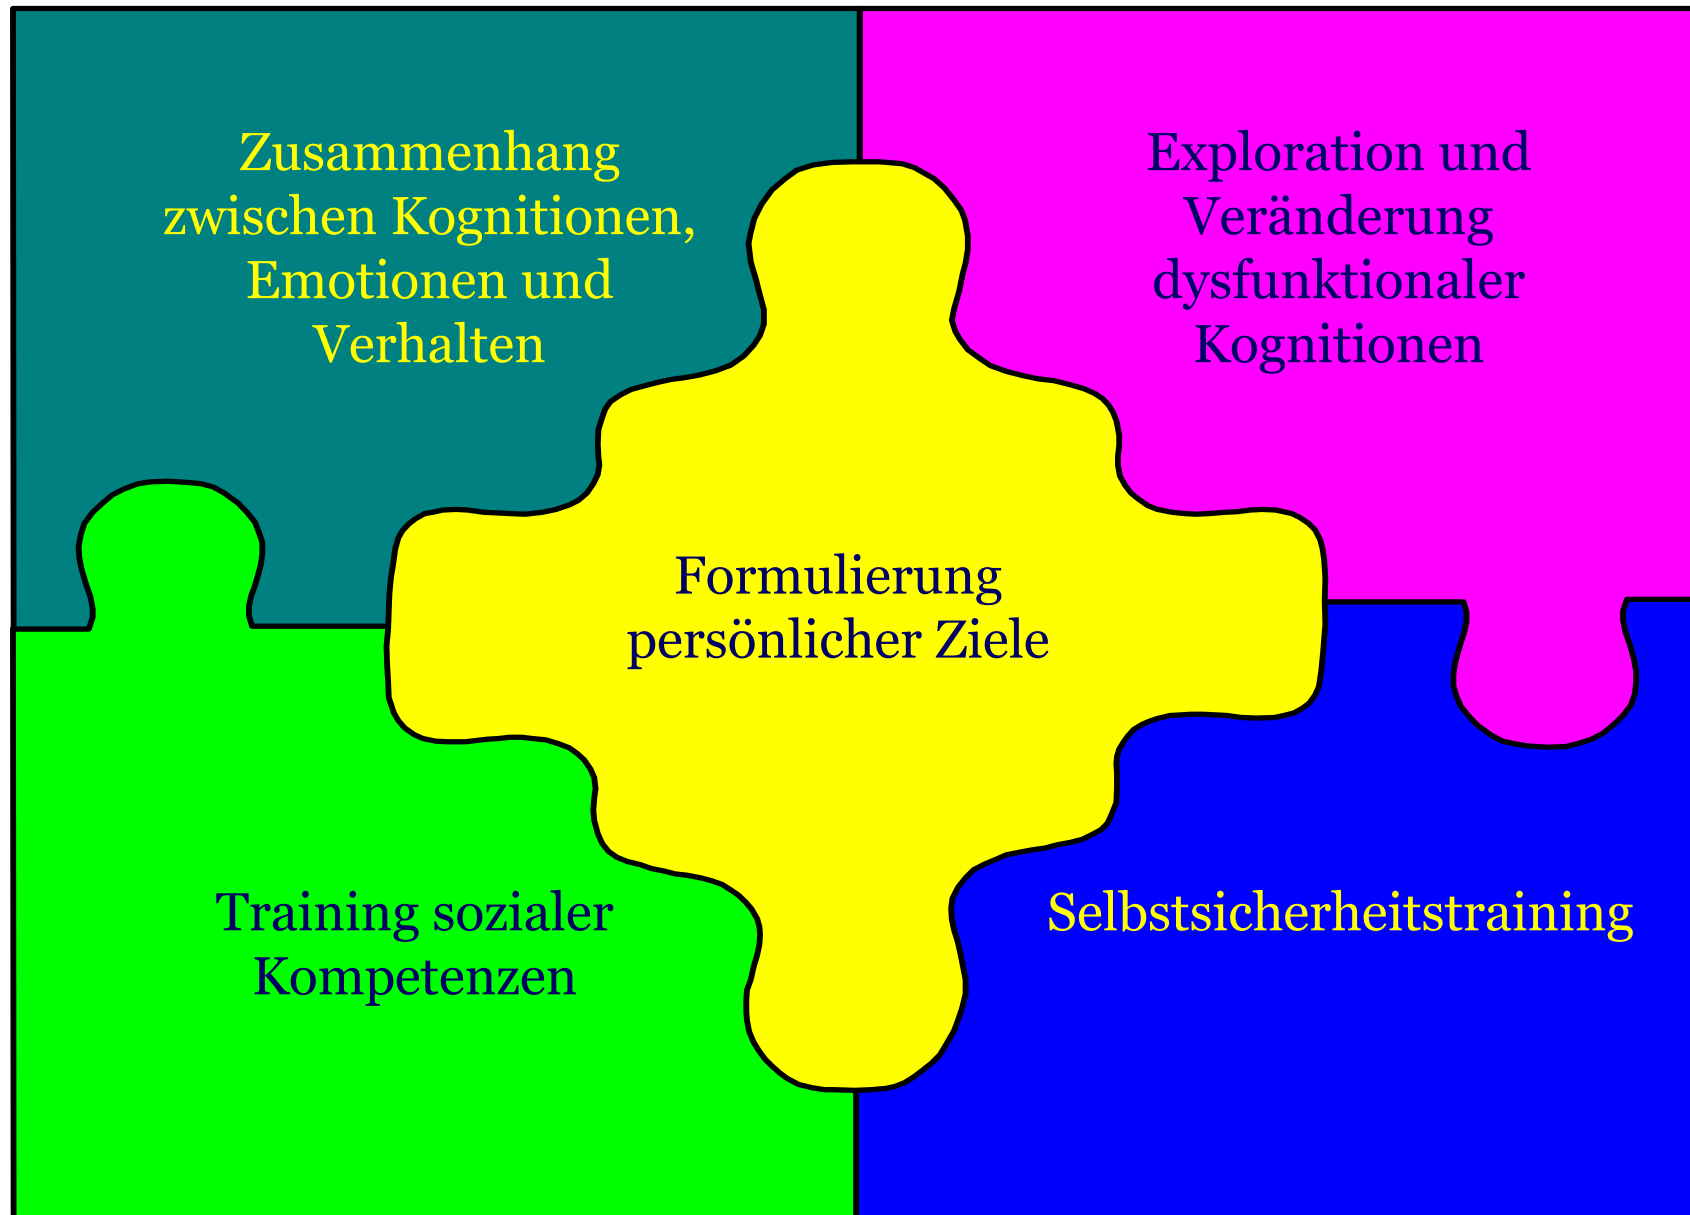 Zusammenhang
zwischen Kognitionen,
Emotionen und
Verhalten
Exploration und
Veränderung
dysfunktionaler
Kognitionen
Formulierung
persönlicher Ziele
Training sozialer
Kompetenzen
Selbstsicherheitstraining